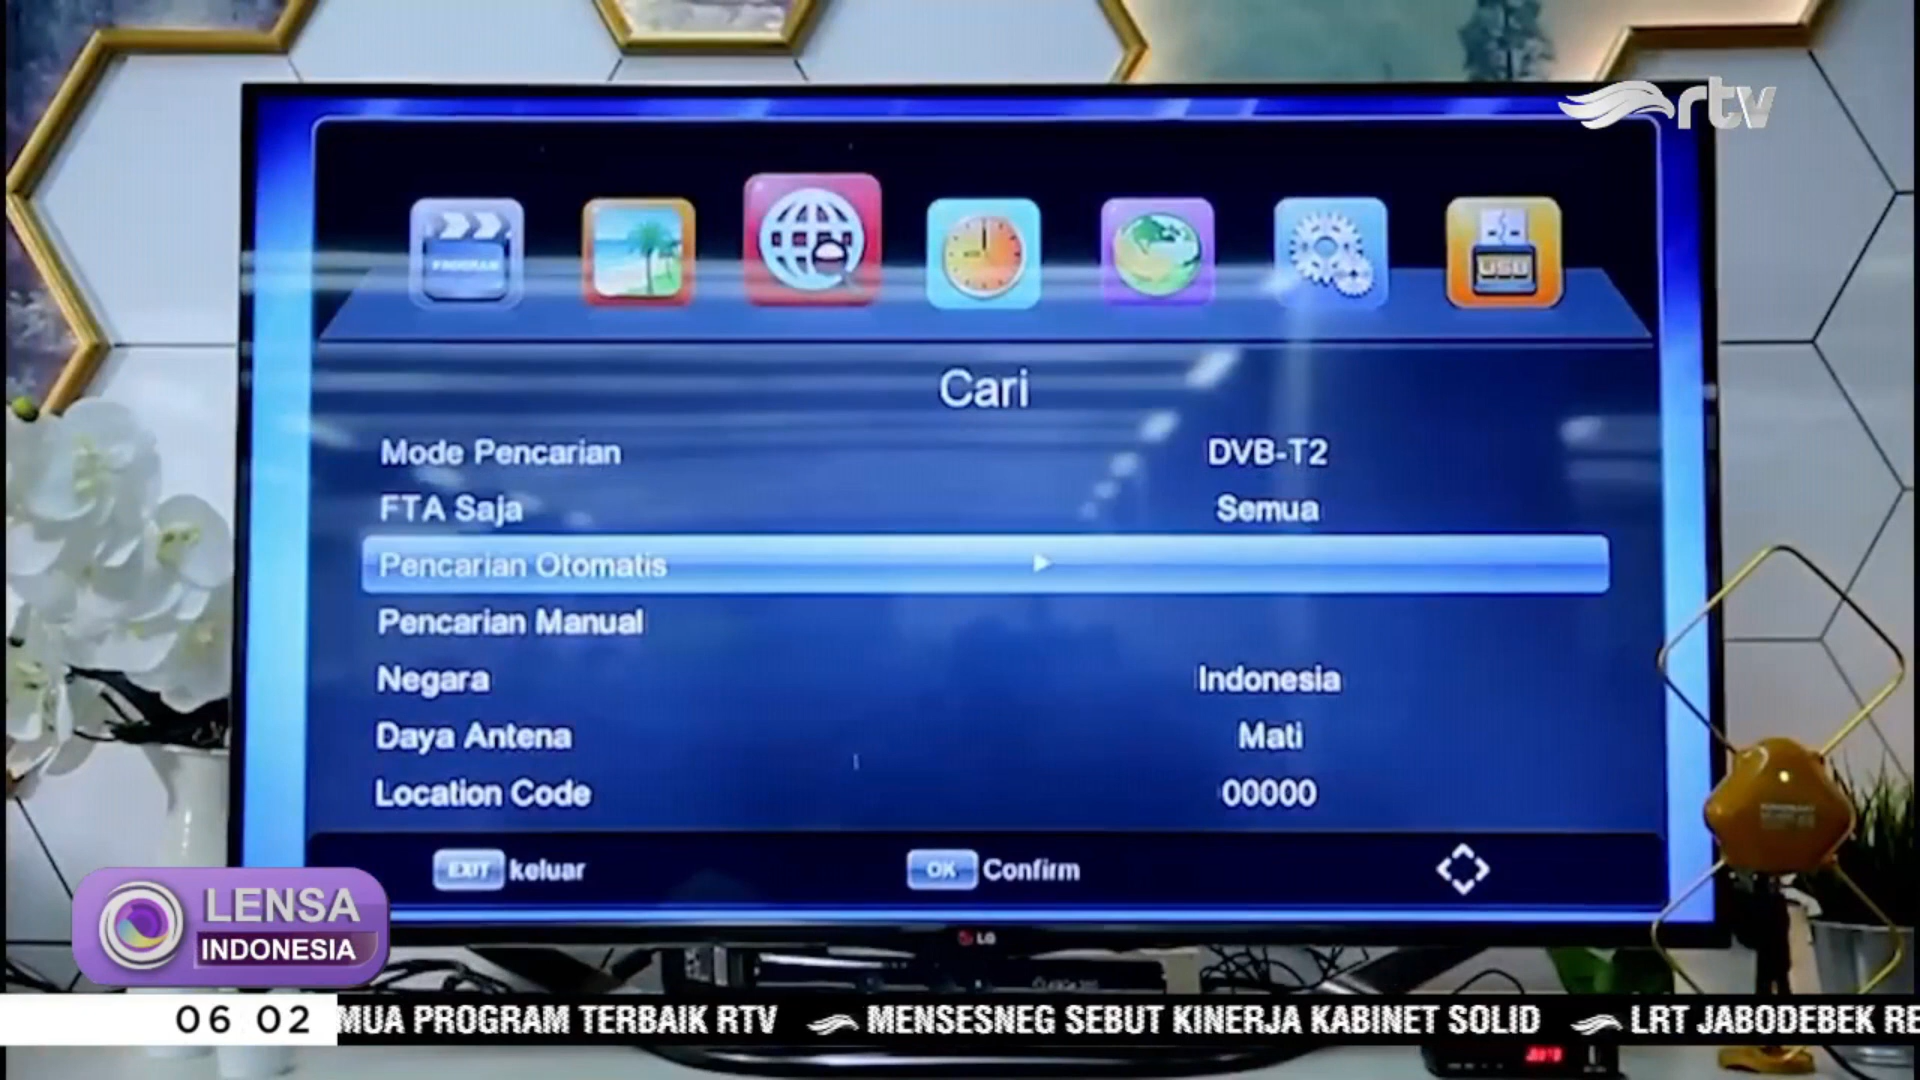 rtv
PROGRAM
USB
Cari
Mode Pencarian DVB-T2
FTA Saja Semua
Pencarian Otomatis
Pencarian Manual
Negara Indonesia
Daya Antena Mati
Location Code 00000
EXIT keluar OK Confirm
LG
LENSA
INDONESIA
06 02 MUA PROGRAM TERBAIK RTV MENSESNEG SEBUT KINERJA KABINET SOLID LRT JABODEBEK RE